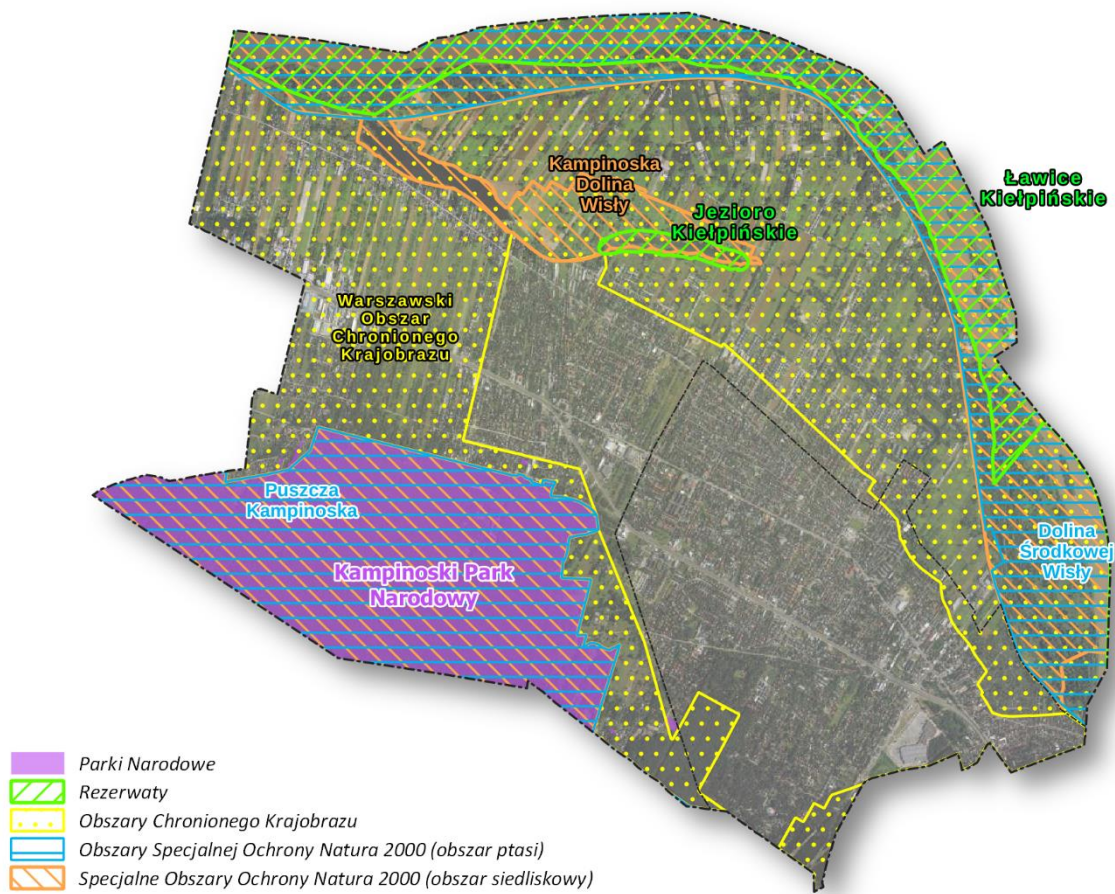 Kampinoska
Dolina
Wisły
Jezioro
Kiełpińskie
Ławice
Kiełpińskie
Warszawski
Obszar
Chronionego
Krajobrazu
Puszcza
Kampinoska
Kampinoski Park
Narodowy
Dolina
Środkowej
Wisły
Parki Narodowe
Rezerwaty
Obszary Chronionego Krajobrazu
Obszary Specjalnej Ochrony Natura 2000 (obszar ptasi)
Specjalne Obszary Ochrony Natura 2000 (obszar siedliskowy)